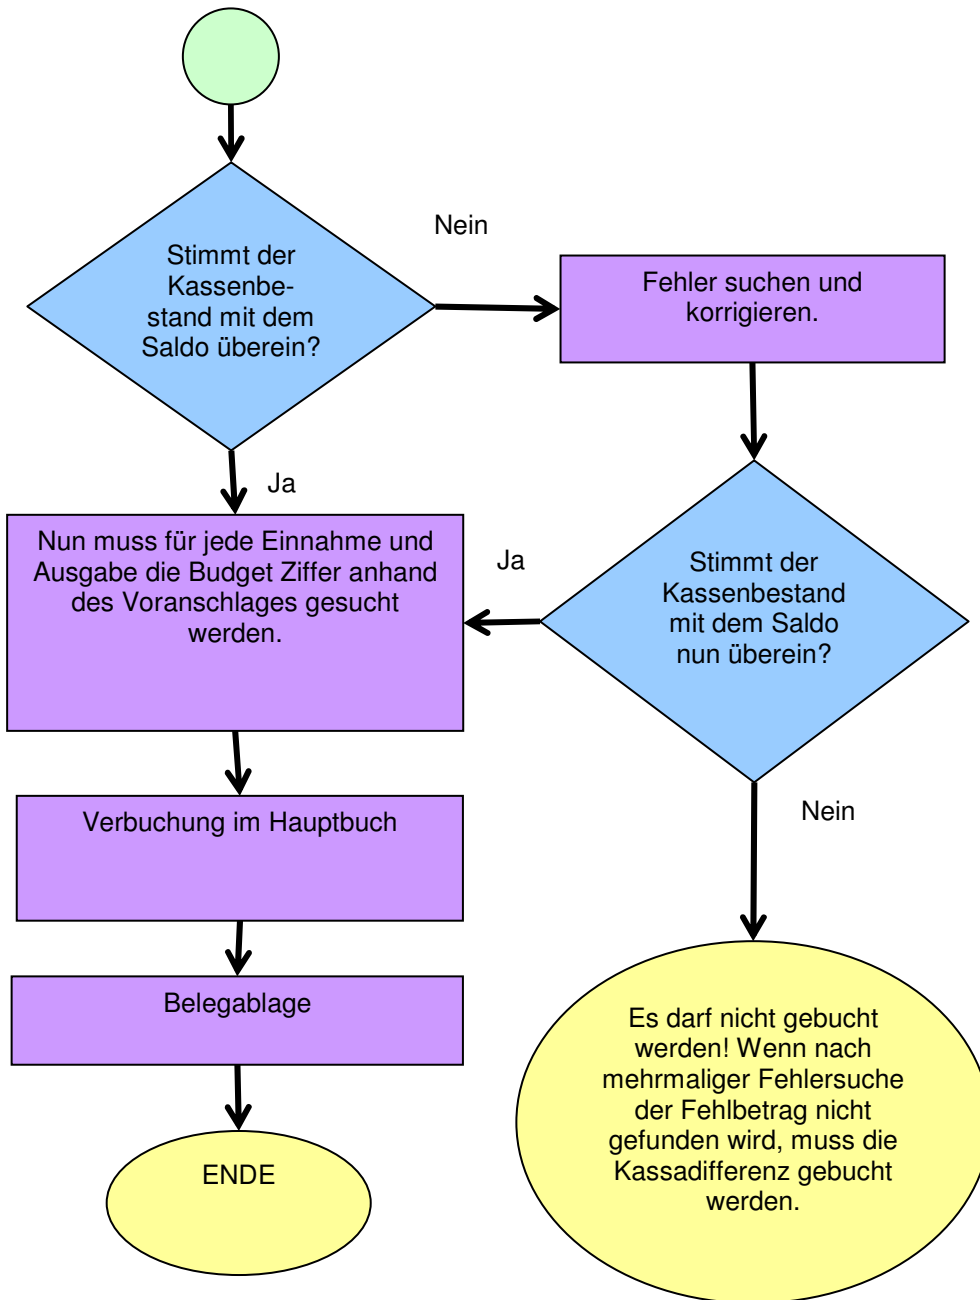 Nein
Stimmt der
Kassenbe-
stand mit dem
Saldo überein?
Fehler suchen und
korrigieren.
Ja
Nun muss für jede Einnahme und
Ausgabe die Budget Ziffer anhand
des Voranschlages gesucht
werden.
Ja
Stimmt der
Kassenbestand
mit dem Saldo
nun überein?
Verbuchung im Hauptbuch
Nein
Belegablage
Es darf nicht gebucht
werden! Wenn nach
mehrmaliger Fehlersuche
der Fehlbetrag nicht
gefunden wird, muss die
Kassadifferenz gebucht
werden.
ENDE